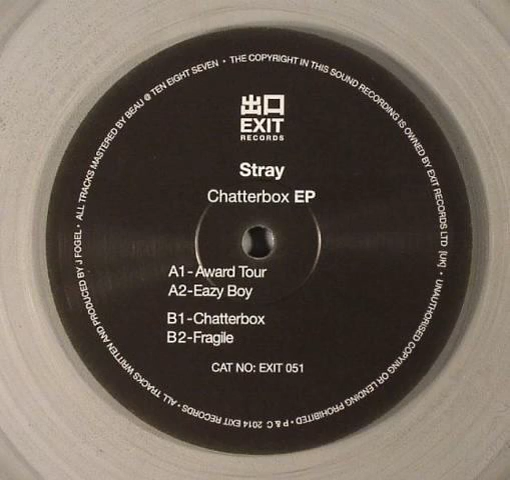 出口
EXIT
RECORDS
Stray
Chatterbox EP
A1-Award Tour
A2-Eazy Boy
B1-Chatterbox
B2-Fragile
CAT NO: EXIT 051
• ALL TRACKS WRITTEN AND PRODUCED BY J FOGEL • ALL TRACKS MASTERED BY BEAU @ TEN EIGHT SEVEN • THE COPYRIGHT IN THIS SOUND RECORDING IS OWNED BY EXIT RECORDS LTD [UK] • UNAUTHORISED COPYING OR LENDING PROHIBITED • P & C 2014 EXIT RECORDS